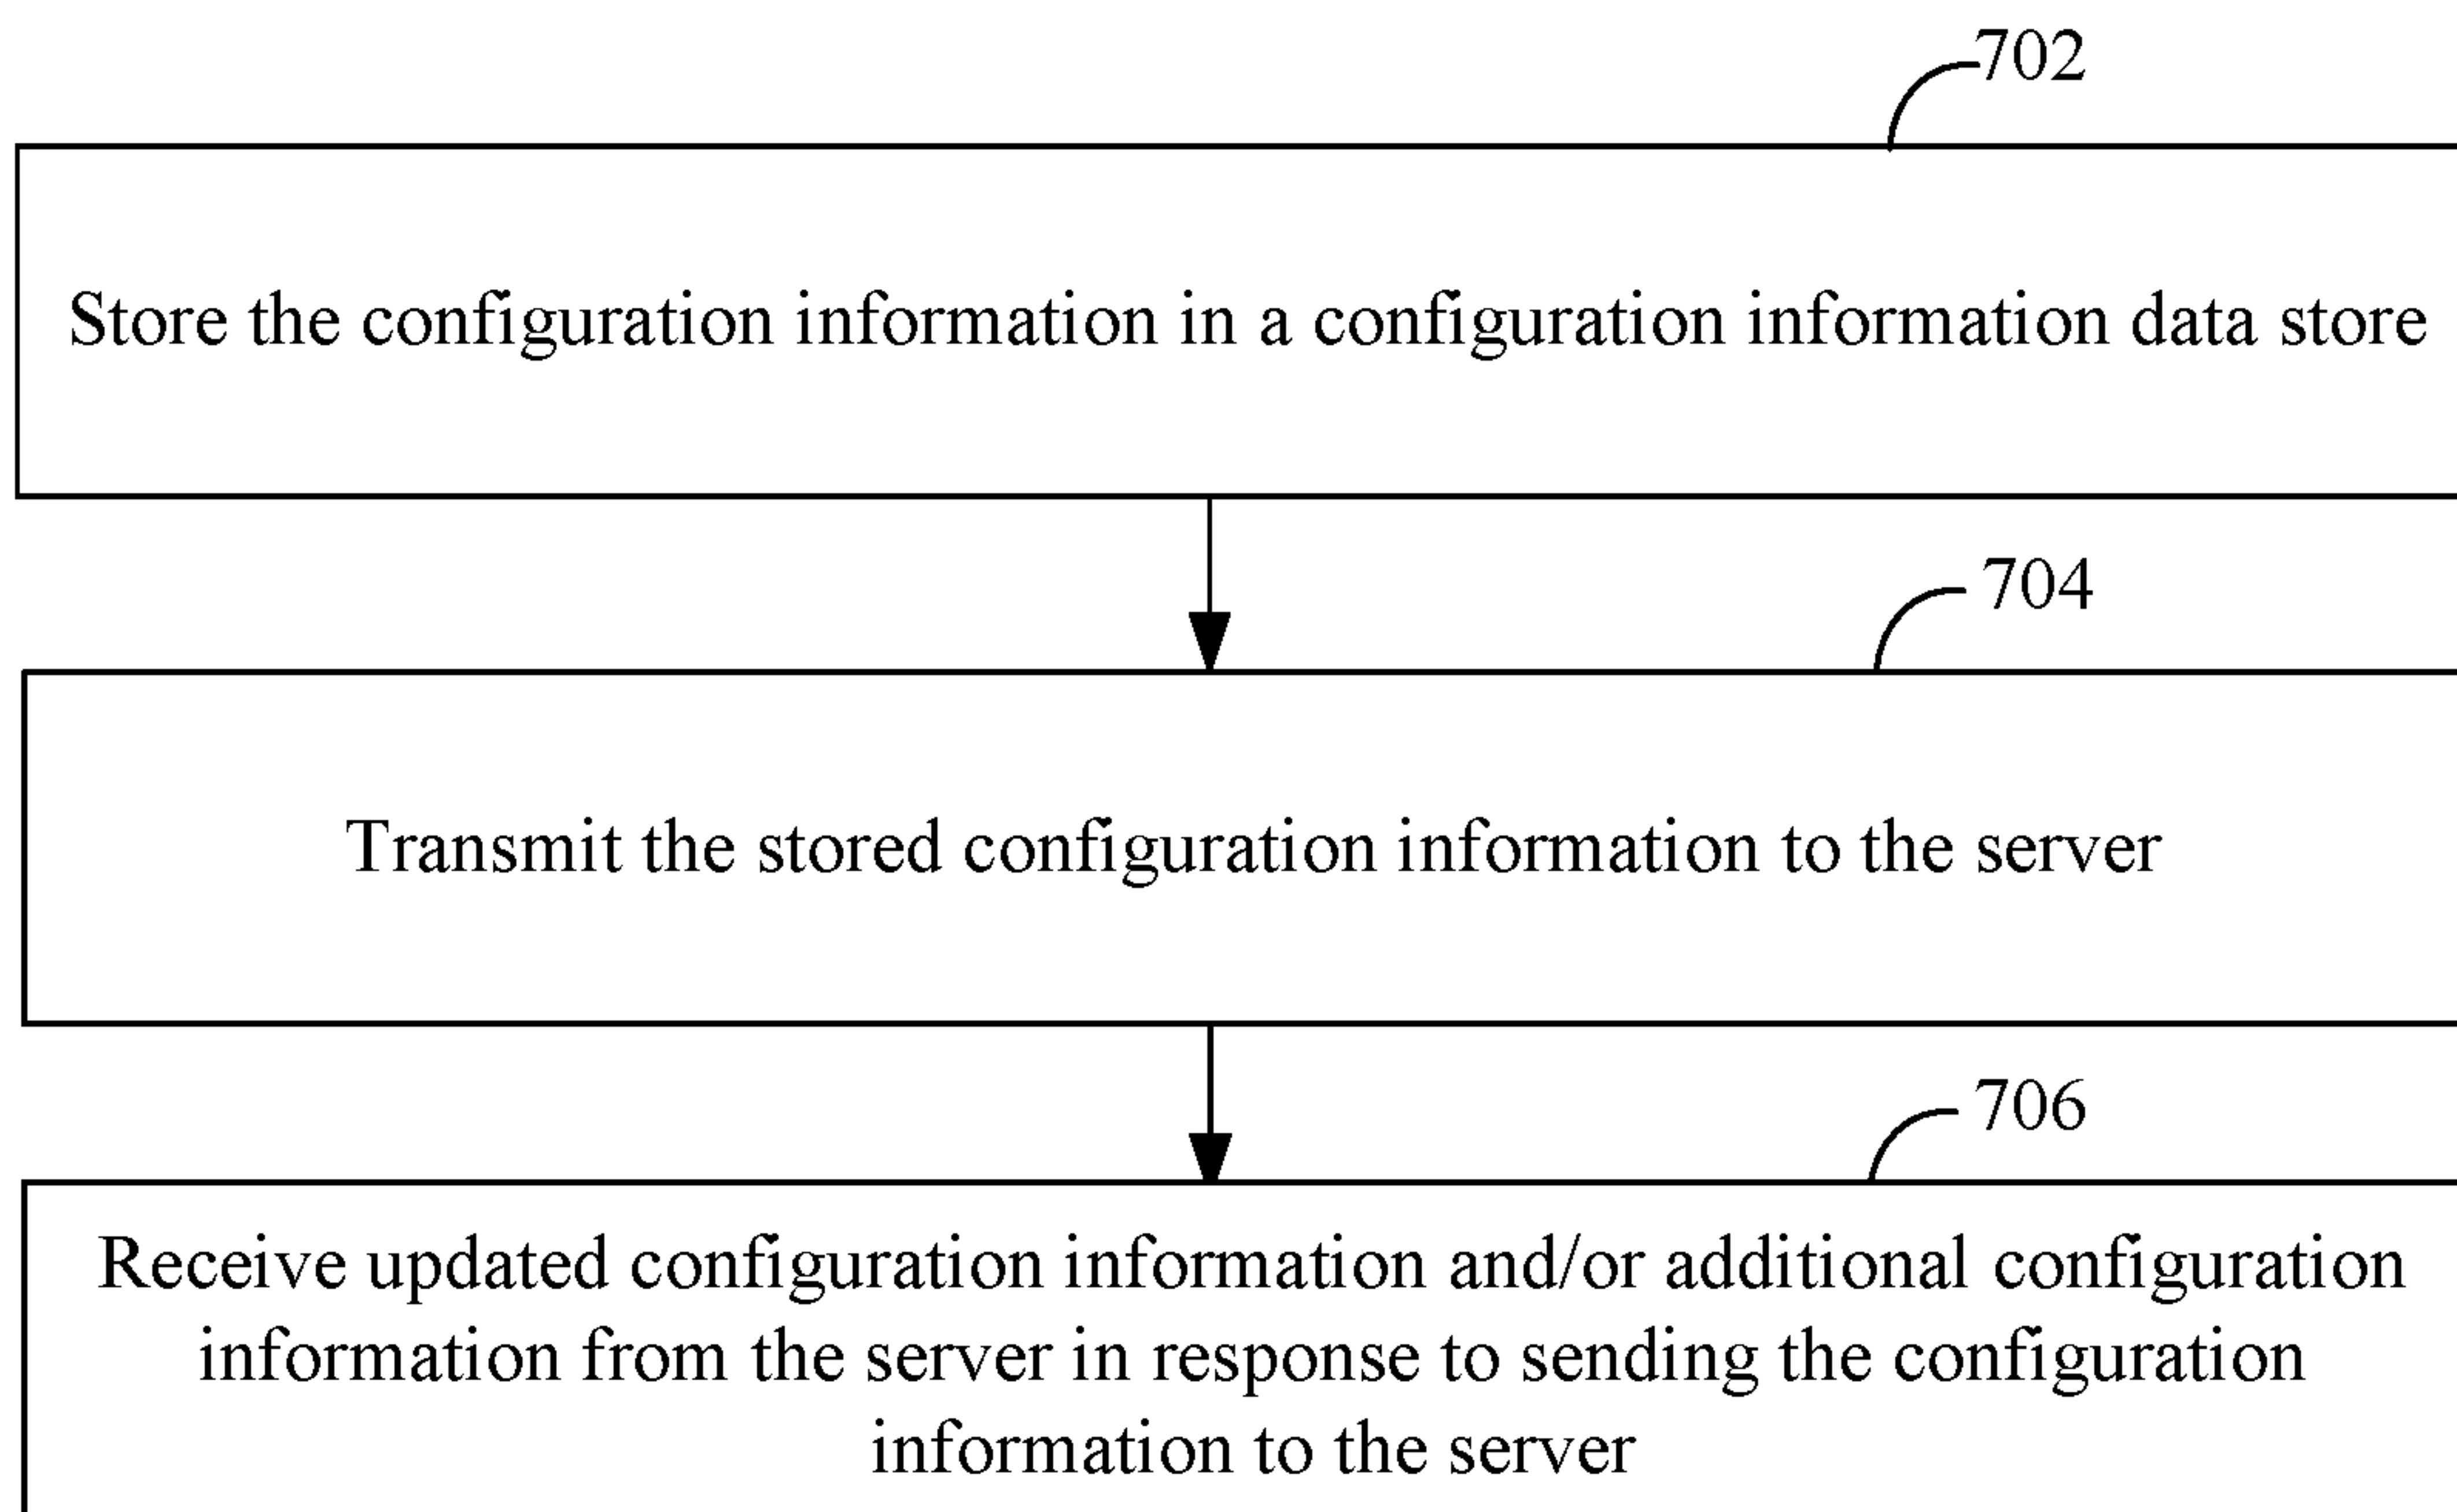 702
Store the configuration information in a configuration information data store
704
Transmit the stored configuration information to the server
706
Receive updated configuration information and/or additional configuration
information from the server in response to sending the configuration
information to the server